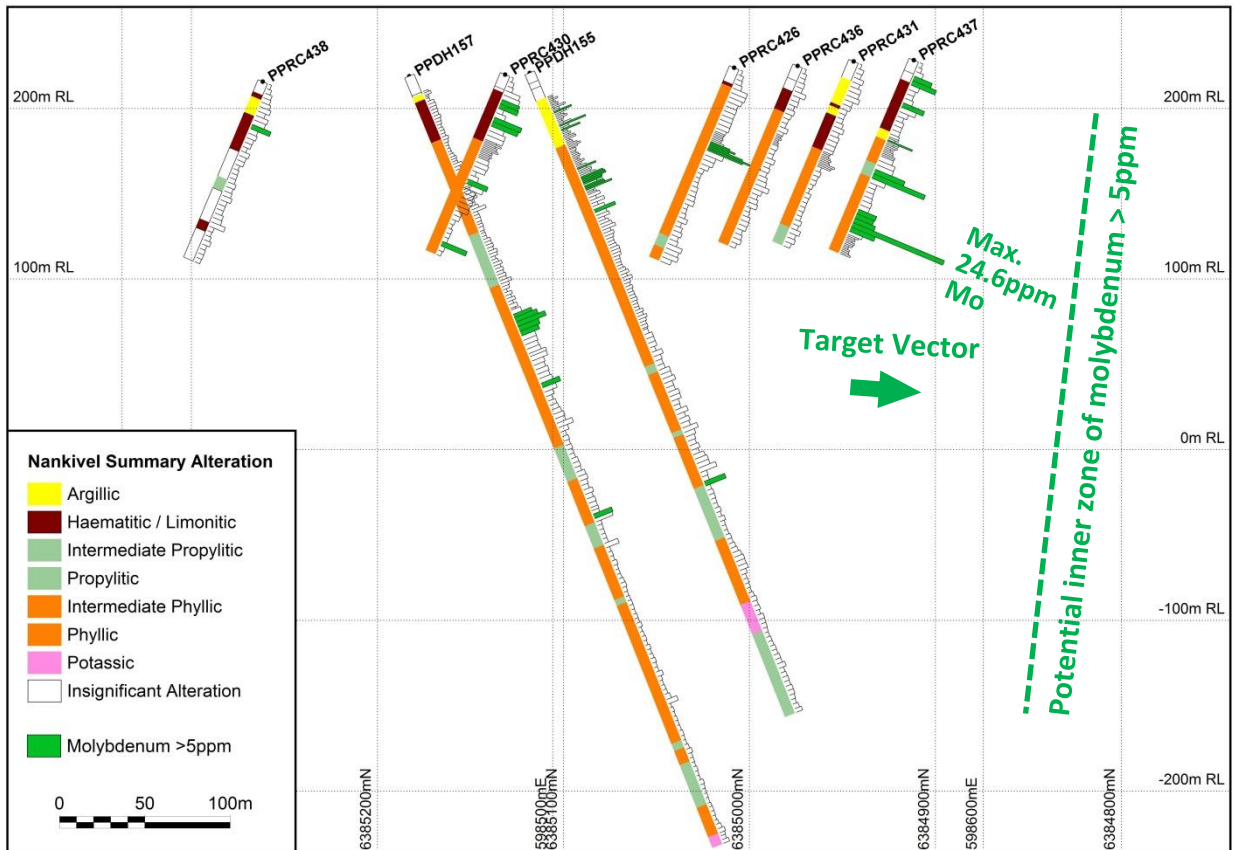 PPRC438
PPDH157
PPRC430
PPDH155
PPRC426
PPRC436
PPRC431
PPRC437
200m RL
200m RL
100m RL
100m RL
Max.
24.6ppm
Mo
Target Vector
Potential inner zone of molybdenum > 5ppm
0m RL
0m RL
-100m RL
-200m RL
Nankivel Summary Alteration
Argillic
Haematitic / Limonitic
Intermediate Propylitic
Propylitic
Intermediate Phyllic
Phyllic
Potassic
Insignificant Alteration
Molybdenum >5ppm
0 50 100m
6385200mN
598500mE
6385100mN
6385000mN
6384900mN
598600mE
6384800mN